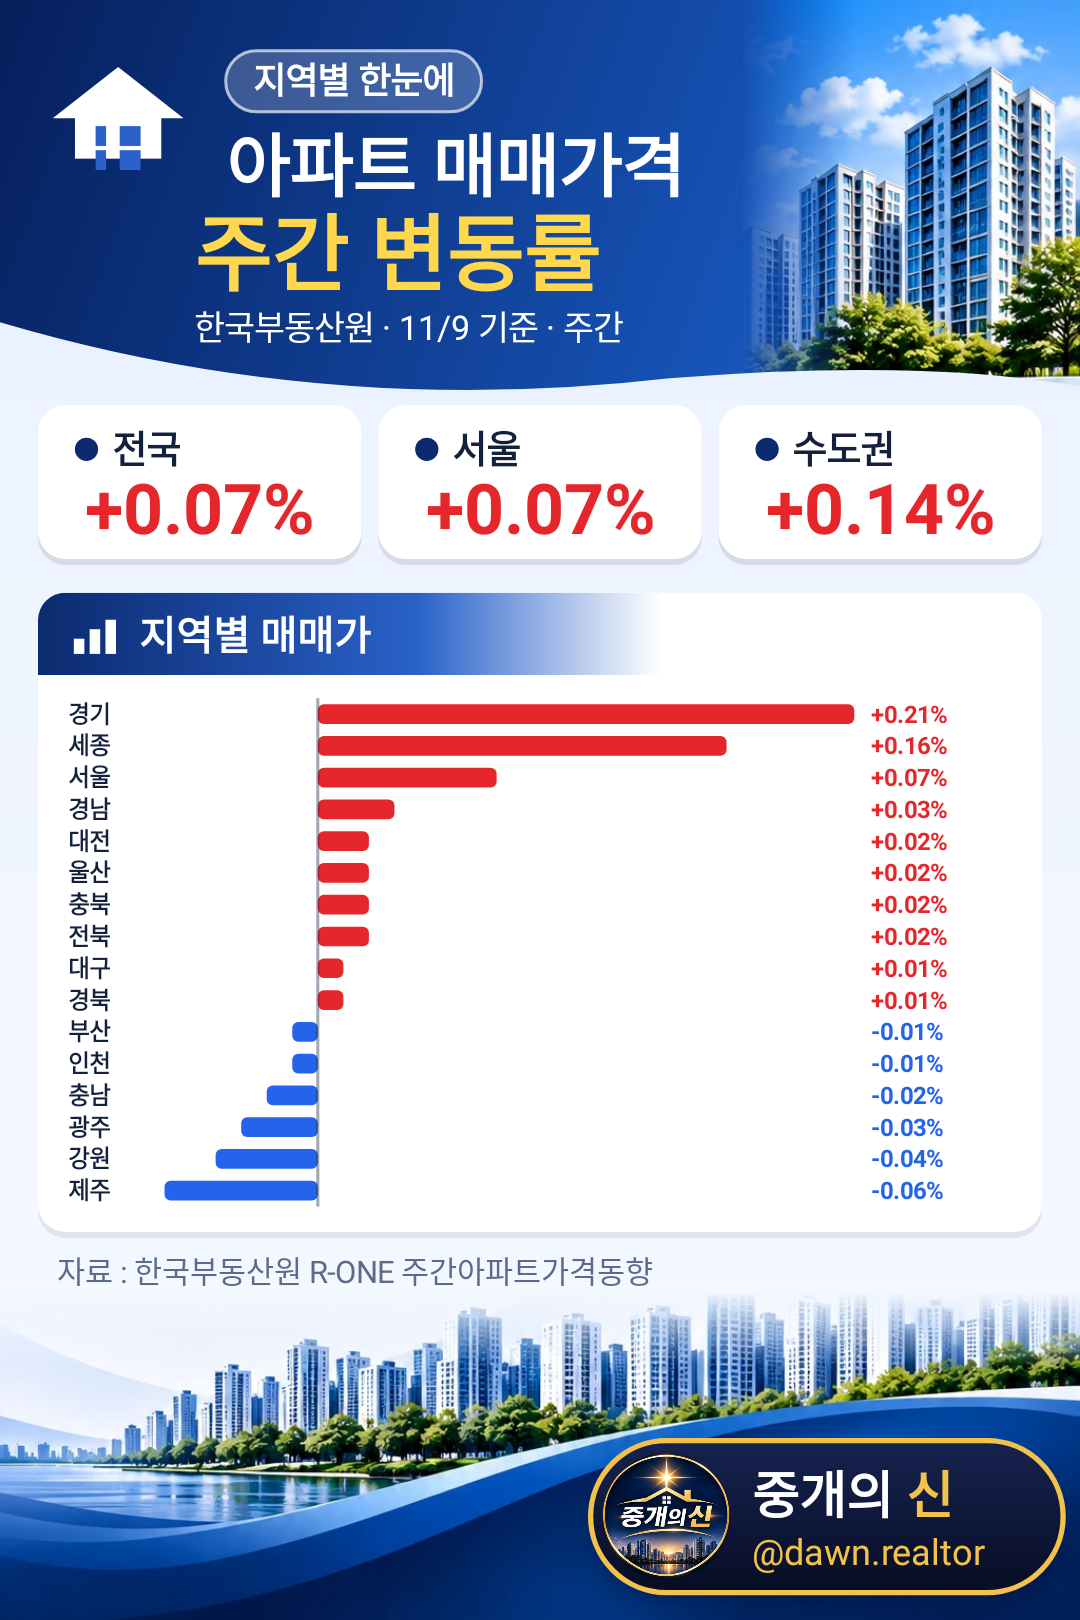 지역별 한눈에
아파트 매매가격
주간 변동률
한국부동산원 · 11/9 기준 · 주간
전국
+0.07%
서울
+0.07%
수도권
+0.14%
지역별 매매가
경기 +0.21%
세종 +0.16%
서울 +0.07%
경남 +0.03%
대전 +0.02%
울산 +0.02%
충북 +0.02%
전북 +0.02%
대구 +0.01%
경북 +0.01%
부산 -0.01%
인천 -0.01%
충남 -0.02%
광주 -0.03%
강원 -0.04%
제주 -0.06%
자료 : 한국부동산원 R-ONE 주간아파트가격동향
중개의신
중개의 신
@dawn.realtor